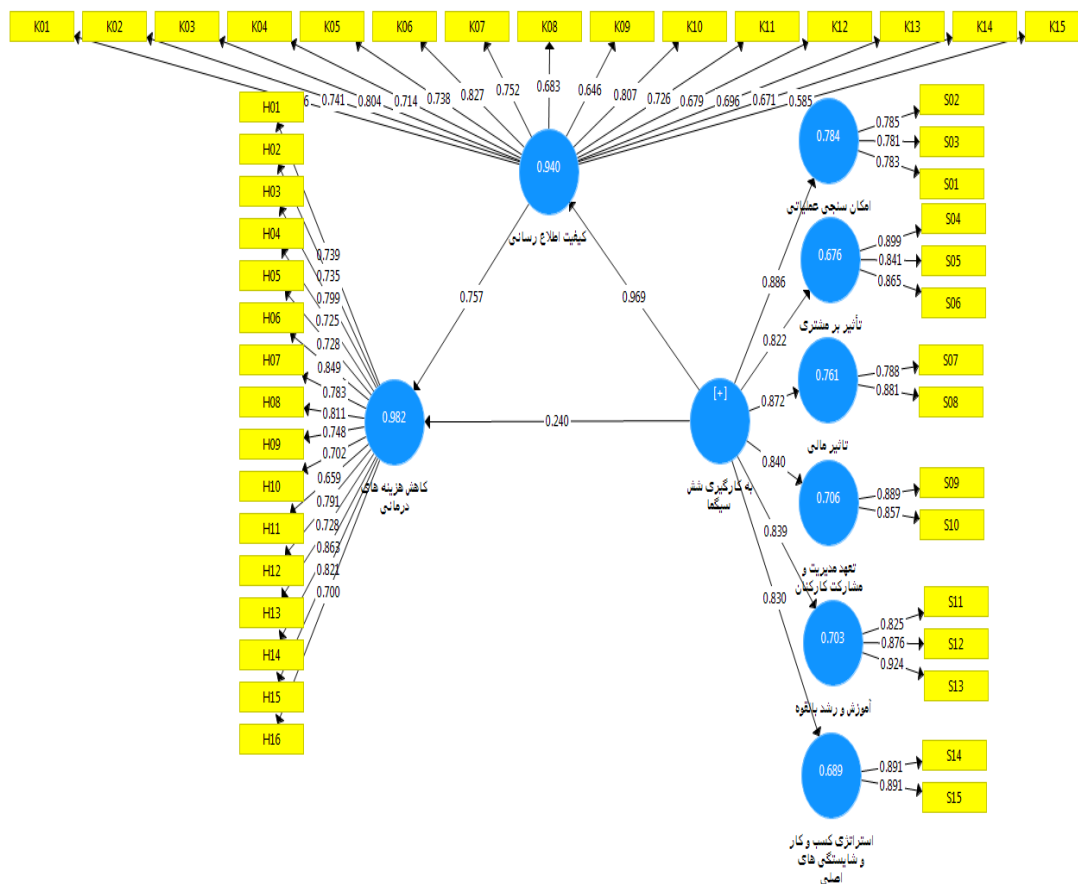 K01 K02 K03 K04 K05 K06 K07 K08 K09 K10 K11 K12 K13 K14 K15
0.741 0.804 0.714 0.738 0.827 0.752 0.683 0.646 0.807 0.726 0.679 0.696 0.671 0.585
H01
H02
H03
H04
H05
H06
H07
H08
H09
H10
H11
H12
H13
H14
H15
H16
0.739
0.735
0.799
0.725
0.728
0.849
0.783
0.811
0.748
0.702
0.659
0.791
0.728
0.863
0.821
0.700
0.940
کیفیت اطلاع رسانی
0.757
0.969
0.982
کاهش هزینه های
درمانی
0.240
[+]
به کارگیری شش
سیگما
0.886
0.822
0.872
0.840
0.839
0.830
0.784
امکان سنجی عملیاتی
0.785
0.781
0.783
S02
S03
S01
0.676
تأثیر بر مشتری
0.899
0.841
0.865
S04
S05
S06
0.761
تاثیر مالی
0.788
0.881
S07
S08
0.706
تعهد مدیریت و
مشارکت کارکنان
0.889
0.857
S09
S10
0.703
آموزش و رشد بالقوه
0.825
0.876
0.924
S11
S12
S13
0.689
استراتژی کسب و کار
و شایستگی های
اصلی
0.891
0.891
S14
S15